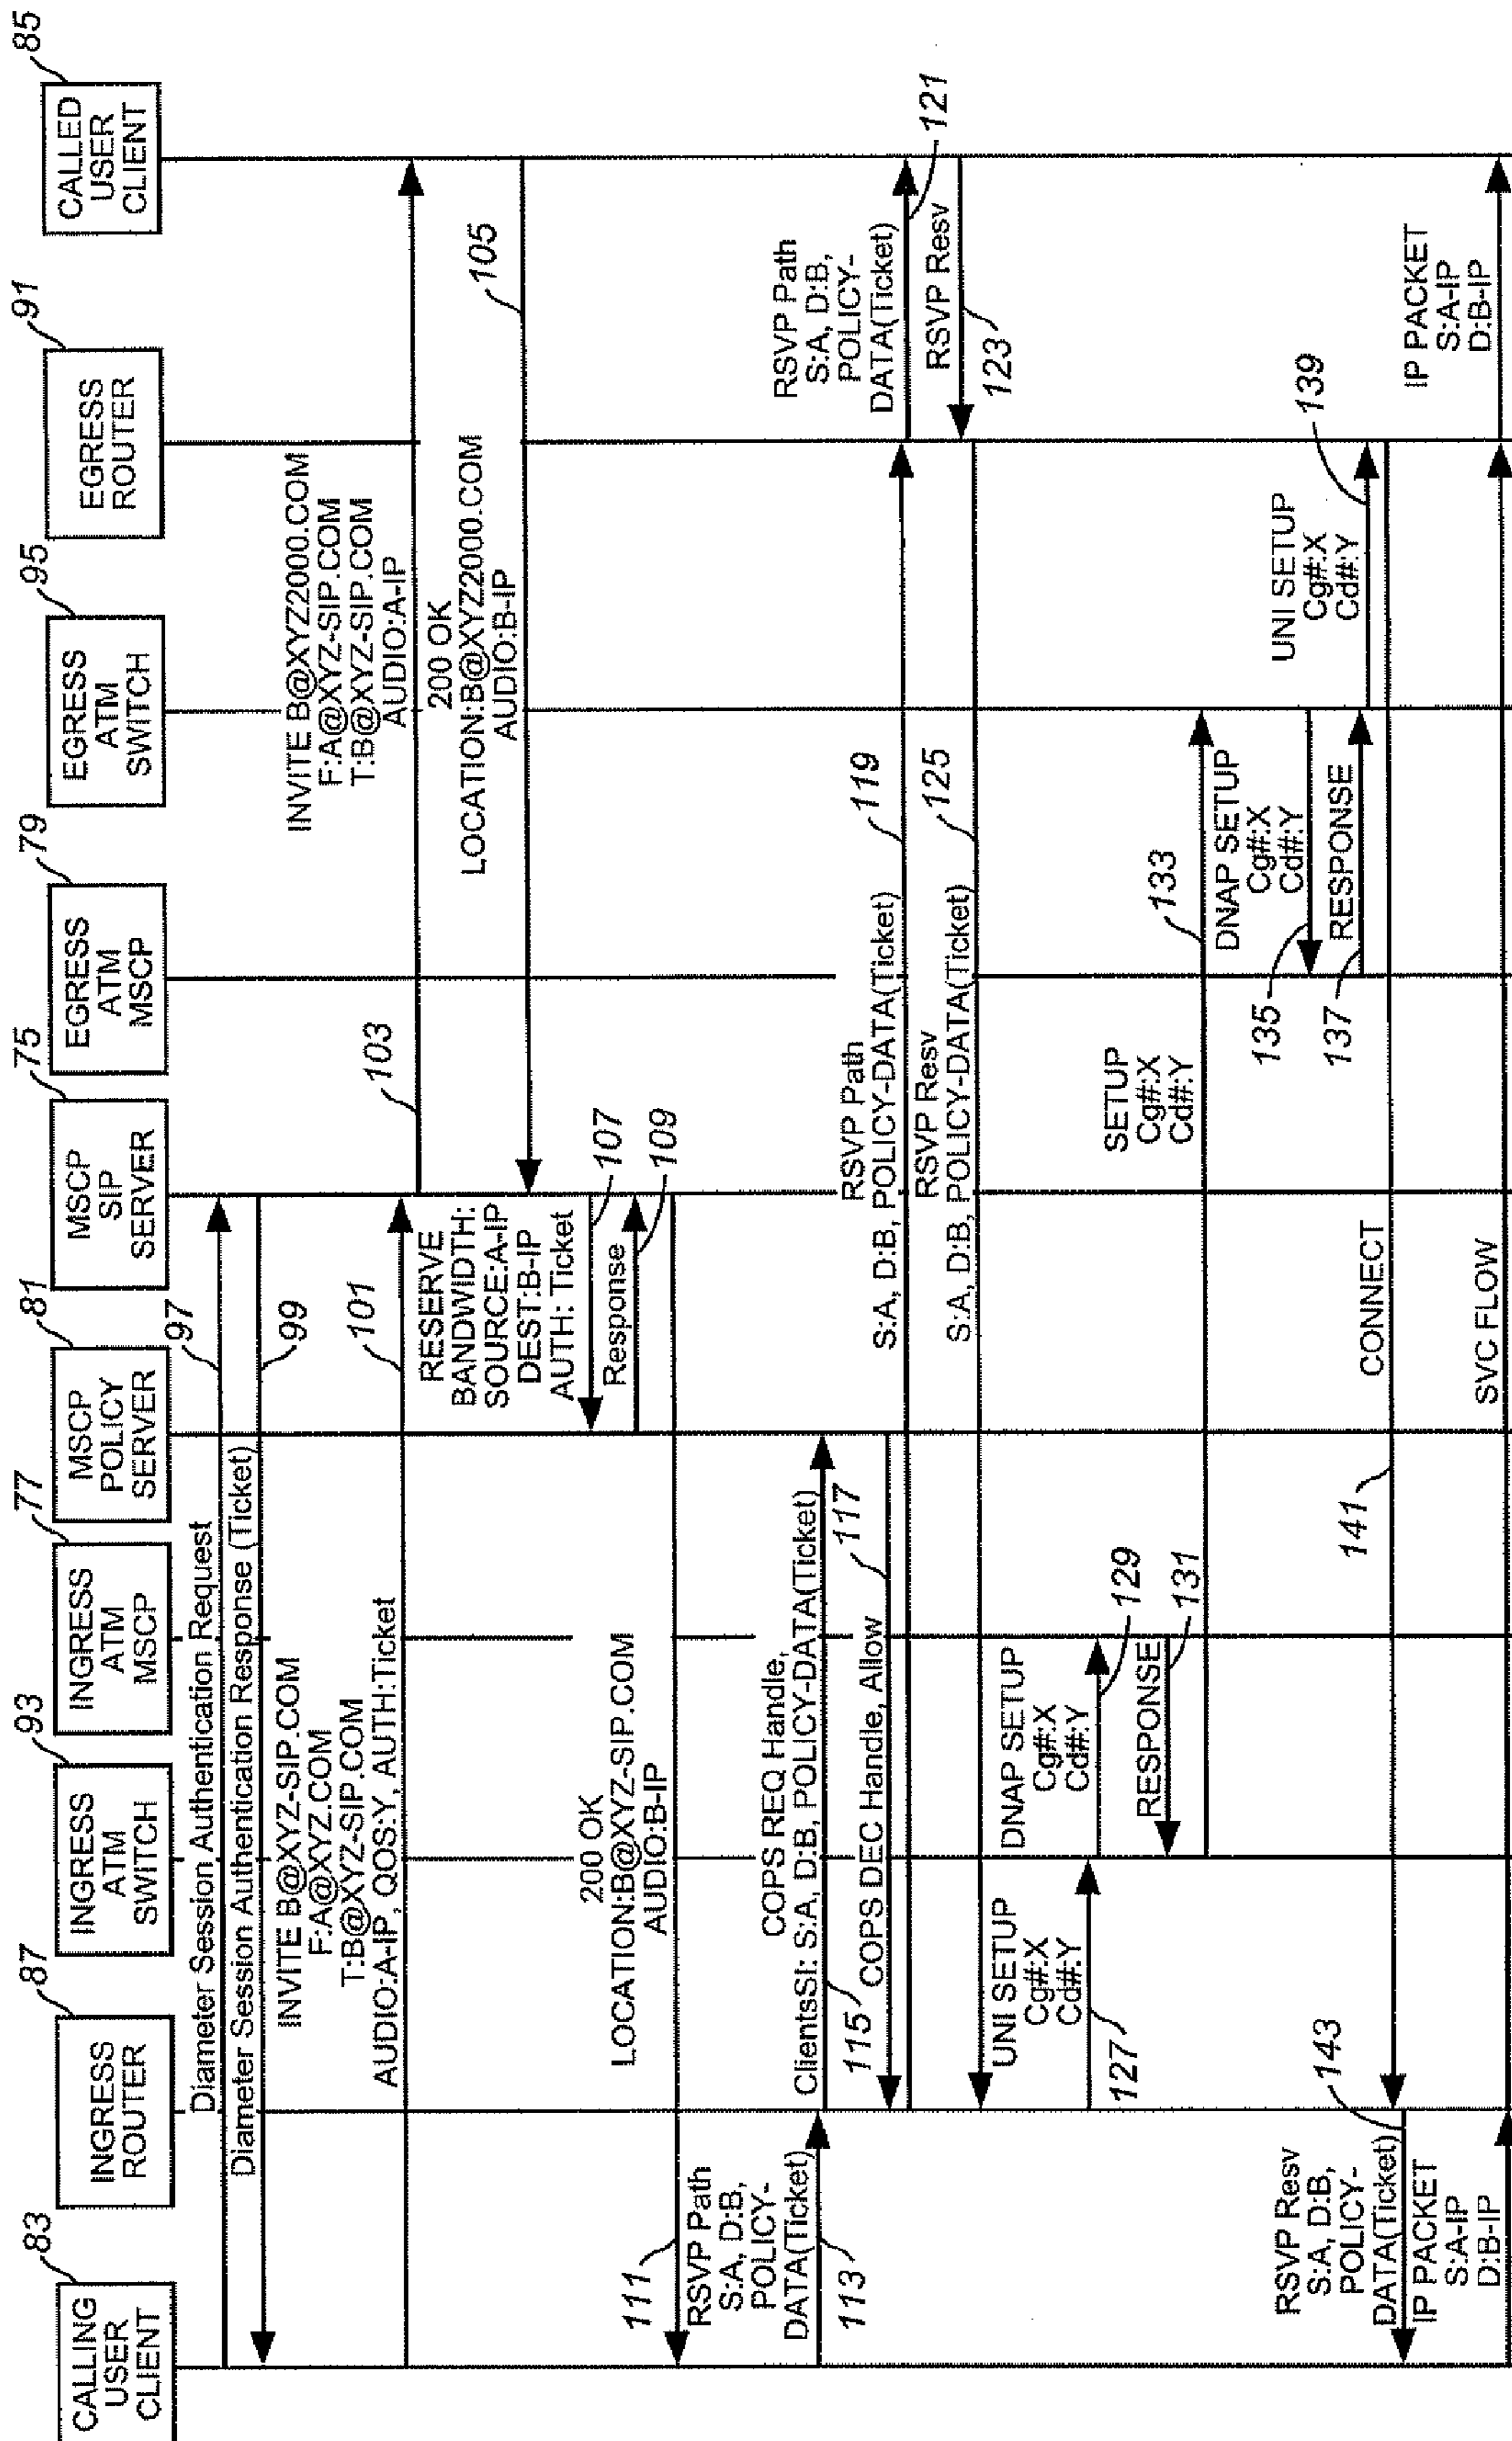 CALLING
USER
CLIENT
83
INGRESS
ROUTER
87
INGRESS
ATM
SWITCH
93
INGRESS
ATM
MSCP
77
MSCP
POLICY
SERVER
81
MSCP
SIP
SERVER
75
EGRESS
ATM
MSCP
79
EGRESS
ATM
SWITCH
95
EGRESS
ROUTER
91
CALLED
USER
CLIENT
85
Diameter Session Authentication Request
97
Diameter Session Authentication Response (Ticket)
99
INVITE B@XYZ-SIP.COM
F:A@XYZ.COM
T:B@XYZ-SIP.COM
AUDIO:A-IP, QOS:Y, AUTH:Ticket
101
INVITE B@XYZ2000.COM
F:A@XYZ-SIP.COM
T:B@XYZ-SIP.COM
AUDIO:A-IP
103
200 OK
LOCATION:B@XYZ2000.COM
AUDIO:B-IP
105
RESERVE
BANDWIDTH:
SOURCE:A-IP
DEST:B-IP
AUTH: Ticket
107
Response
109
200 OK
LOCATION:B@XYZ-SIP.COM
AUDIO:B-IP
111
RSVP Path
S:A, D:B,
POLICY-
DATA(Ticket)
113
COPS REQ Handle,
ClientsSI: S:A, D:B, POLICY-DATA(Ticket)
115
COPS DEC Handle, Allow
117
RSVP Path
S:A, D:B, POLICY-DATA(Ticket)
119
RSVP Path
S:A, D:B,
POLICY-
DATA(Ticket)
121
RSVP Resv
123
RSVP Resv
S:A, D:B, POLICY-DATA(Ticket)
125
UNI SETUP
Cg#:X
Cd#:Y
127
DNAP SETUP
Cg#:X
Cd#:Y
129
RESPONSE
131
SETUP
Cg#:X
Cd#:Y
133
DNAP SETUP
Cg#:X
Cd#:Y
135
RESPONSE
137
UNI SETUP
Cg#:X
Cd#:Y
139
CONNECT
141
RSVP Resv
S:A, D:B,
POLICY-
DATA(Ticket)
143
IP PACKET
S:A-IP
D:B-IP
SVC FLOW
IP PACKET
S:A-IP
D:B-IP